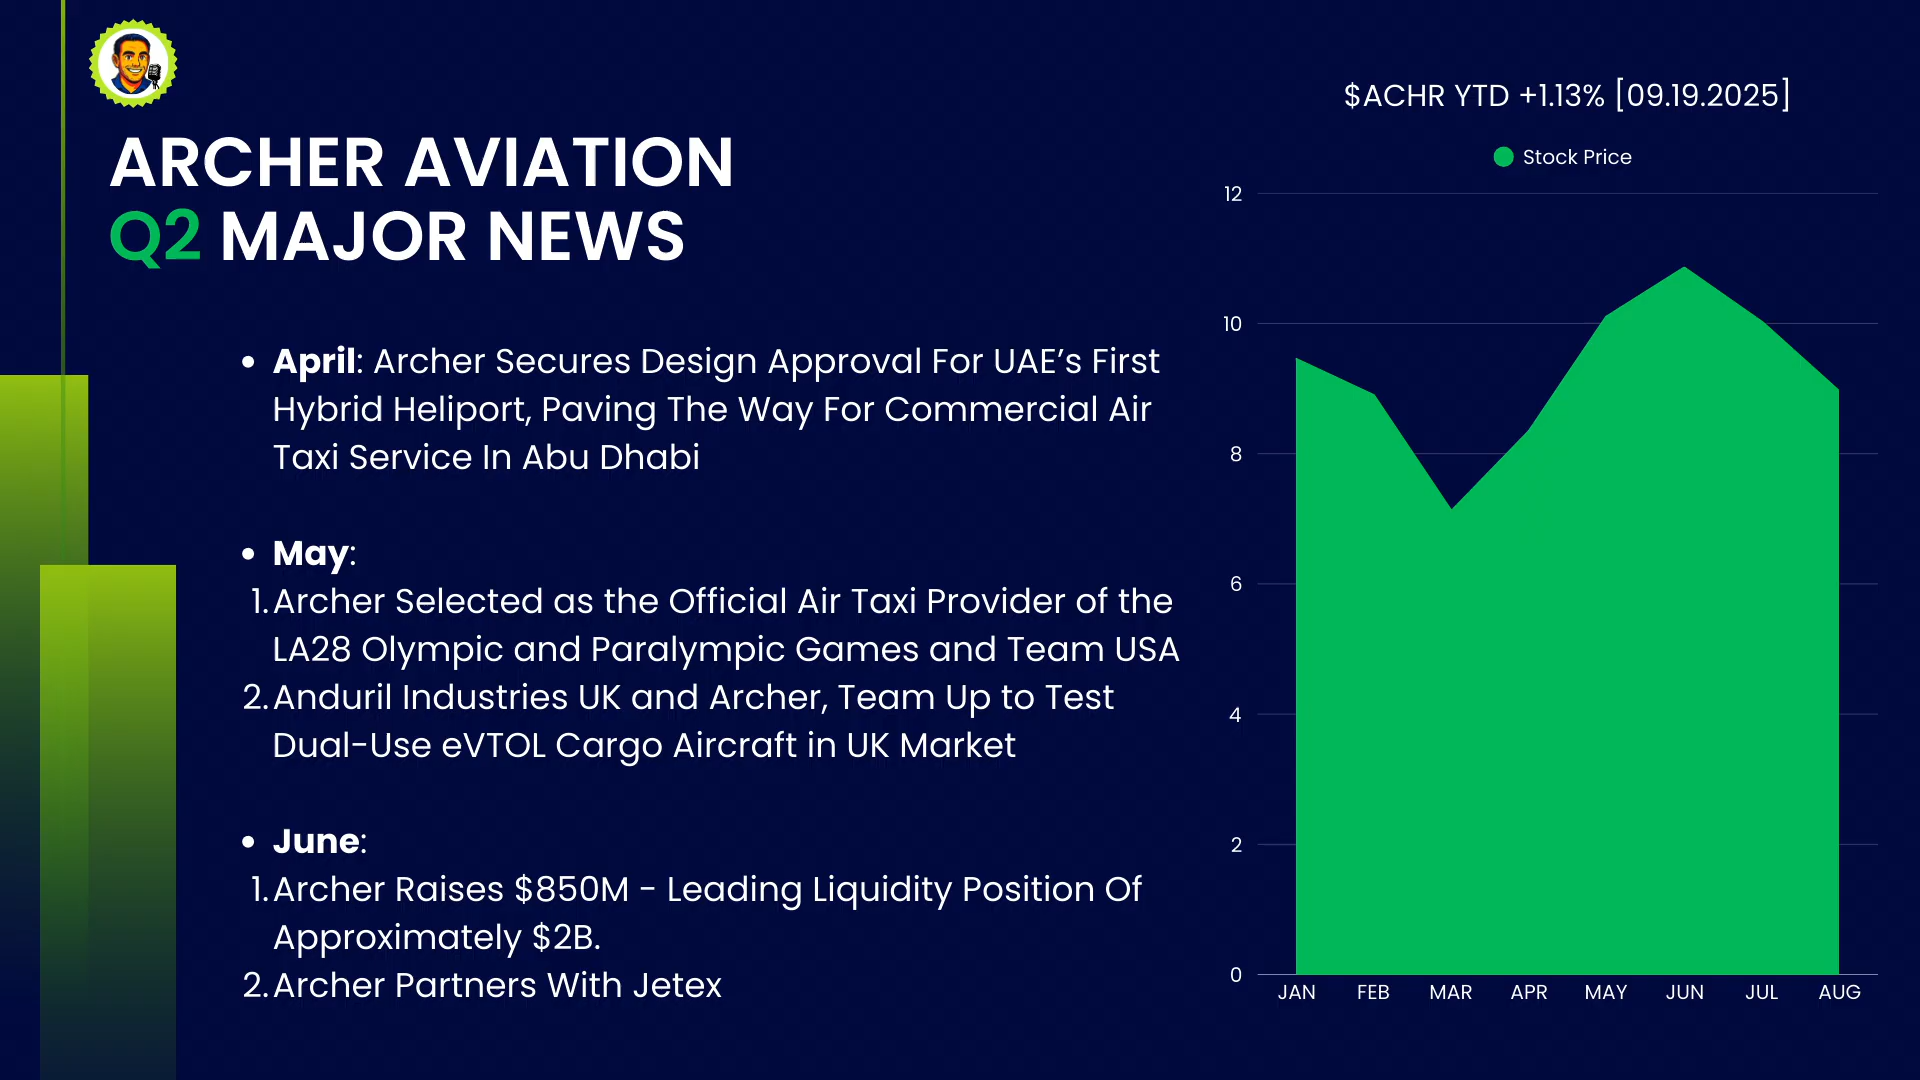 ARCHER AVIATION
Q2 MAJOR NEWS
• April: Archer Secures Design Approval For UAE’s First
Hybrid Heliport, Paving The Way For Commercial Air
Taxi Service In Abu Dhabi
• May:
1. Archer Selected as the Official Air Taxi Provider of the
LA28 Olympic and Paralympic Games and Team USA
2. Anduril Industries UK and Archer, Team Up to Test
Dual-Use eVTOL Cargo Aircraft in UK Market
• June:
1. Archer Raises $850M - Leading Liquidity Position Of
Approximately $2B.
2. Archer Partners With Jetex
$ACHR YTD +1.13% [09.19.2025]
Stock Price
12
10
8
6
4
2
0
JAN FEB MAR APR MAY JUN JUL AUG